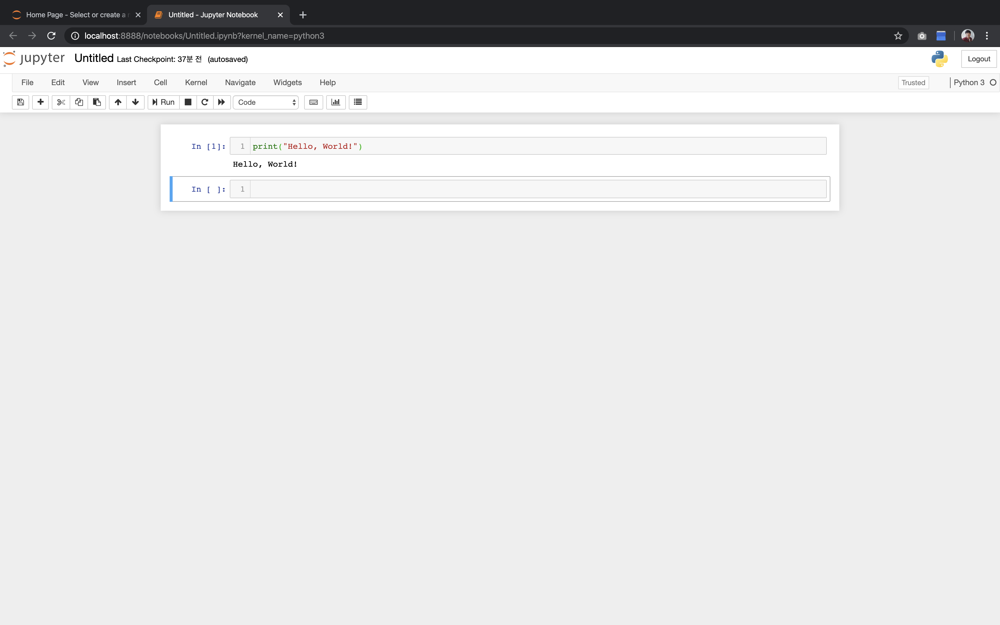 Home Page - Select or create a
Untitled - Jupyter Notebook
localhost:8888/notebooks/Untitled.ipynb?kernel_name=python3
jupyter Untitled Last Checkpoint: 37분 전 (autosaved)
Logout
File Edit View Insert Cell Kernel Navigate Widgets Help
Trusted
Python 3
Run
Code
In [1]: 1 print("Hello, World!")
Hello, World!
In [ ]: 1